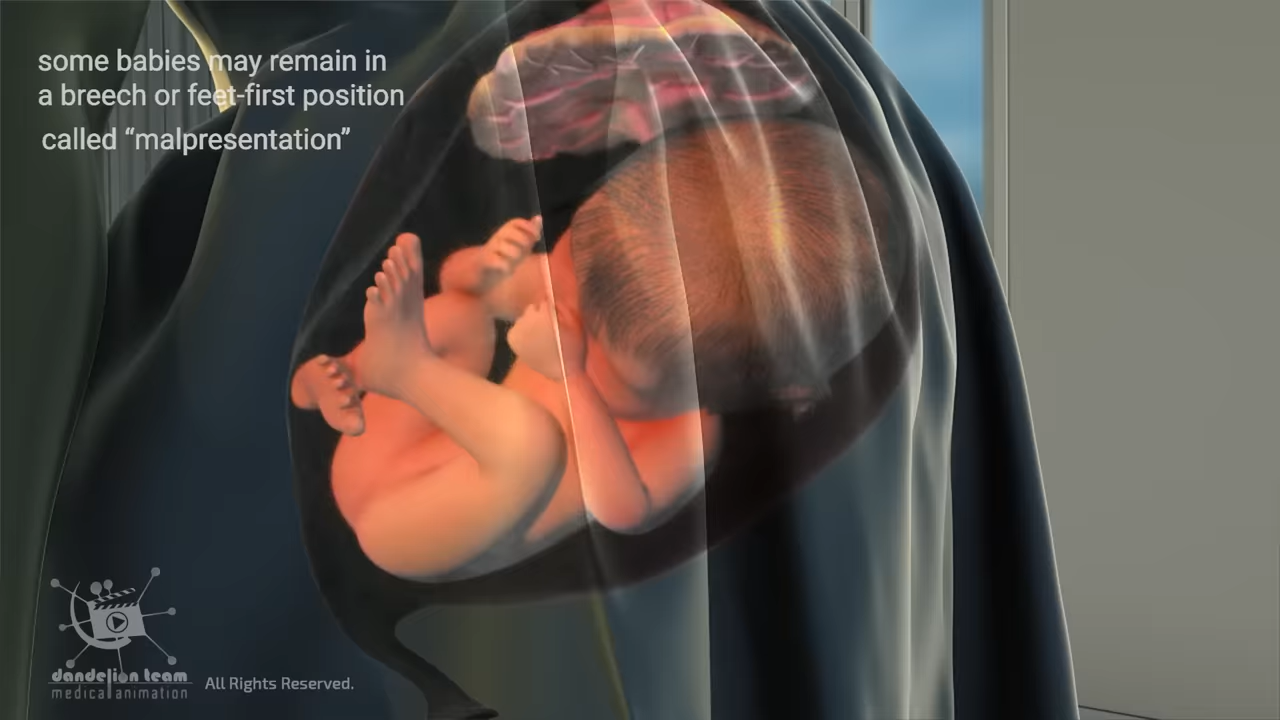 some babies may remain in
a breech or feet-first position
called “malpresentation”
dandelion team
medical animation
All Rights Reserved.